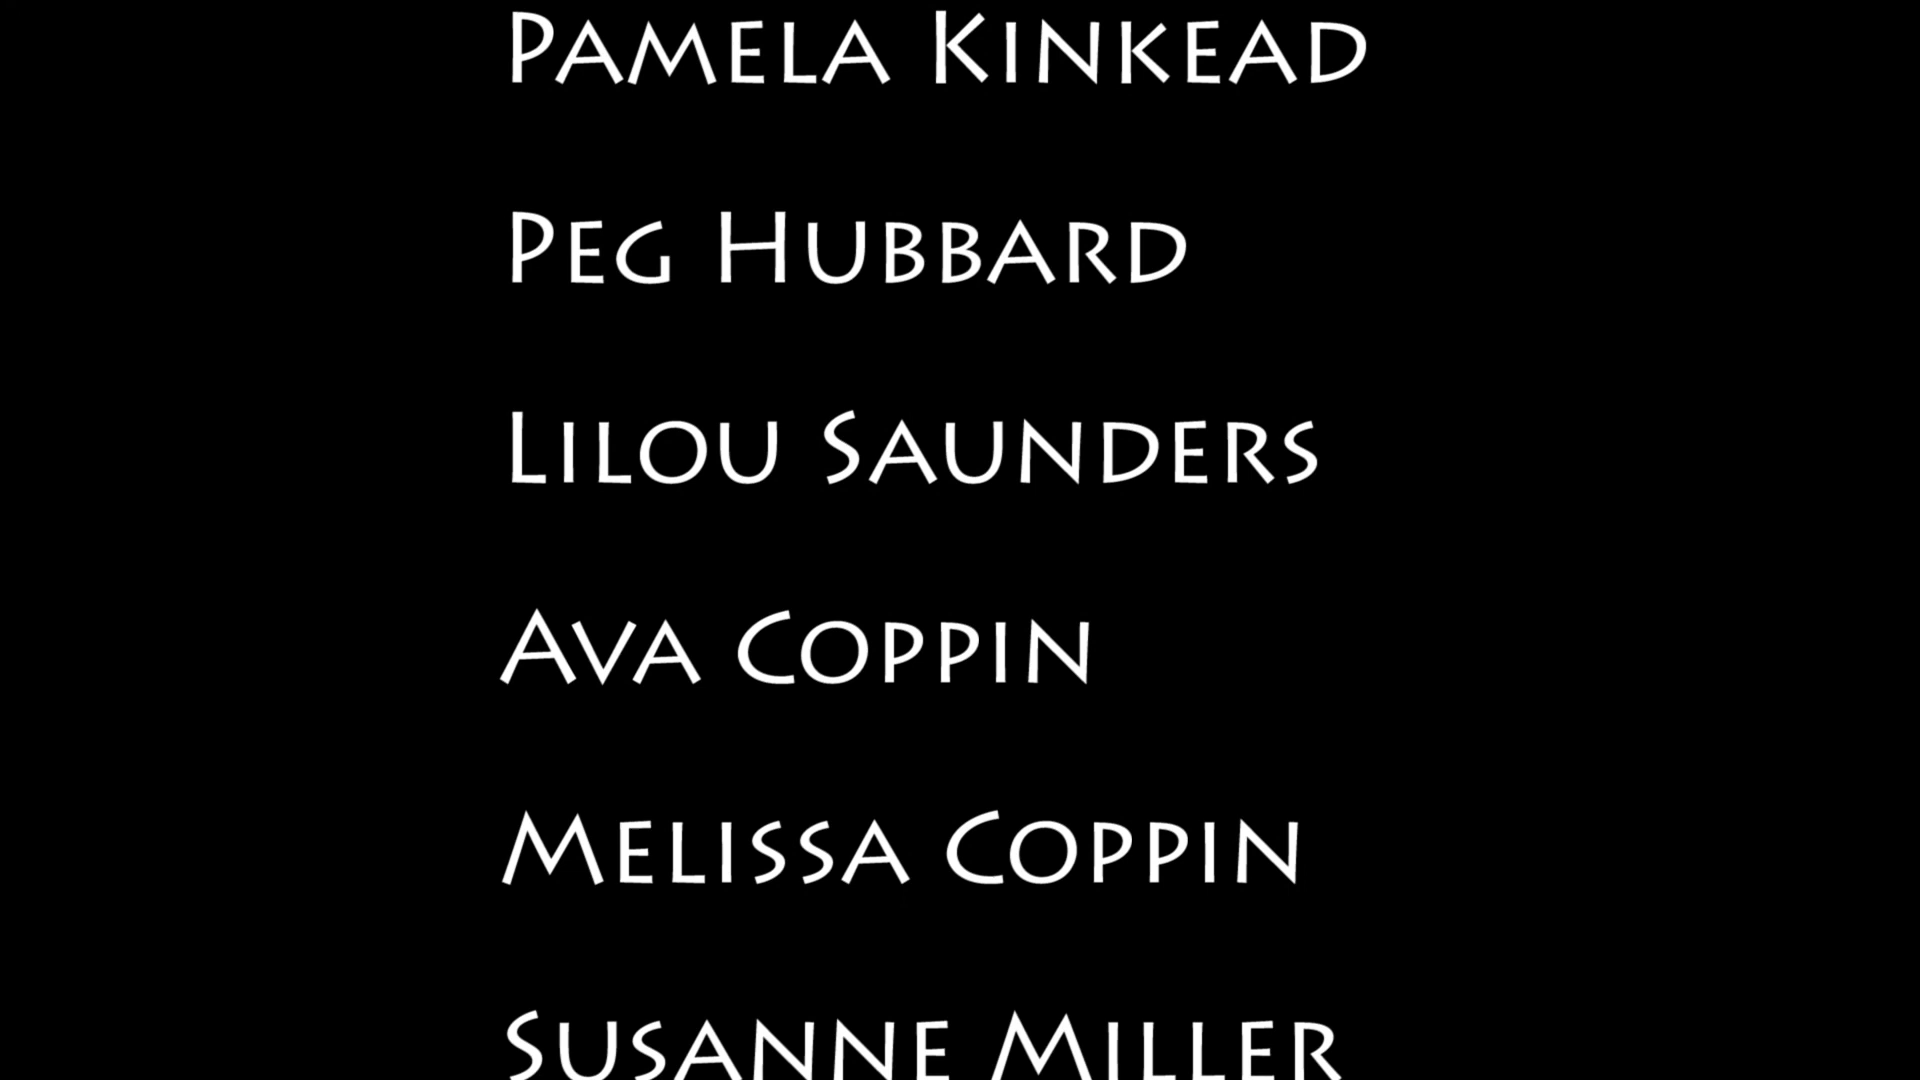 Pamela Kinkead
Peg Hubbard
Lilou Saunders
Ava Coppin
Melissa Coppin
Susanne Miller